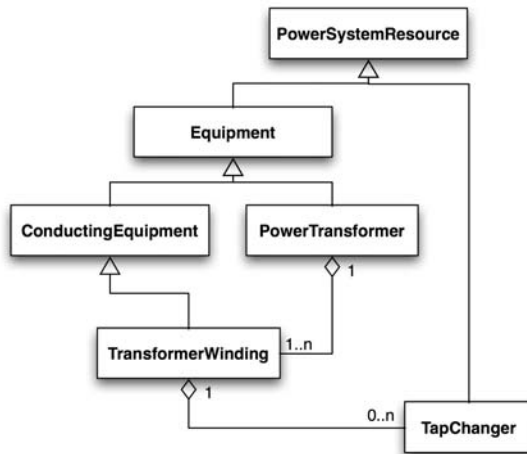 PowerSystemResource
Equipment
ConductingEquipment
PowerTransformer
1
TransformerWinding
1..n
1
0..n
TapChanger